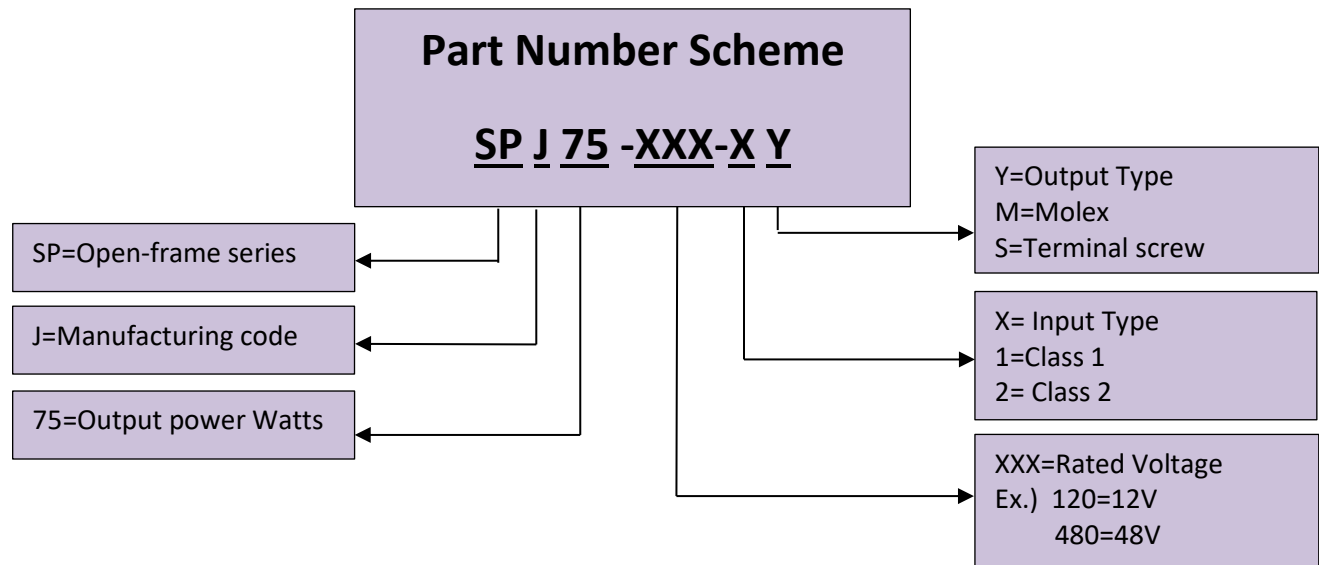 Part Number Scheme
SP J 75 -XXX-X Y
SP=Open-frame series
J=Manufacturing code
75=Output power Watts
Y=Output Type
M=Molex
S=Terminal screw
X= Input Type
1=Class 1
2= Class 2
XXX=Rated Voltage
Ex.) 120=12V
480=48V